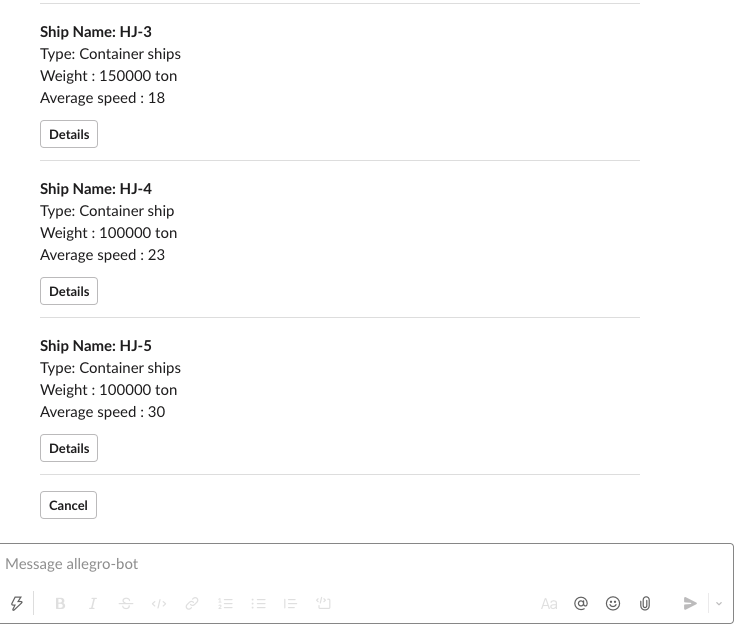 Ship Name: HJ-3
Type: Container ships
Weight : 150000 ton
Average speed : 18
Details
Ship Name: HJ-4
Type: Container ship
Weight : 100000 ton
Average speed : 23
Details
Ship Name: HJ-5
Type: Container ships
Weight : 100000 ton
Average speed : 30
Details
Cancel
Message allegro-bot
B I S Aa @